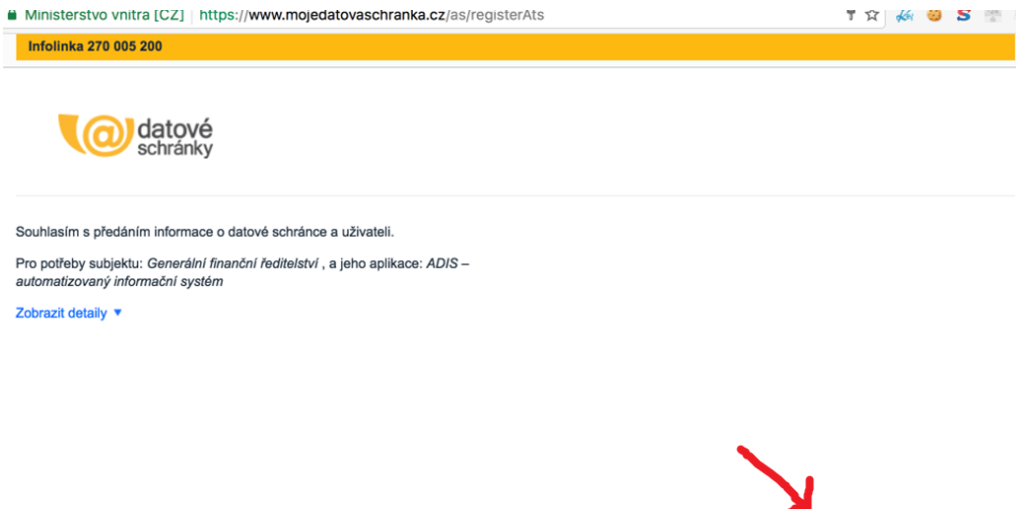 Ministerstvo vnitra [CZ] | https://www.mojedatovaschranka.cz/as/registerAts
Infolinka 270 005 200
datové
schránky
Souhlasím s předáním informace o datové schránce a uživateli.
Pro potřeby subjektu: Generální finanční ředitelství , a jeho aplikace: ADIS –
automatizovaný informační systém
Zobrazit detaily ▼